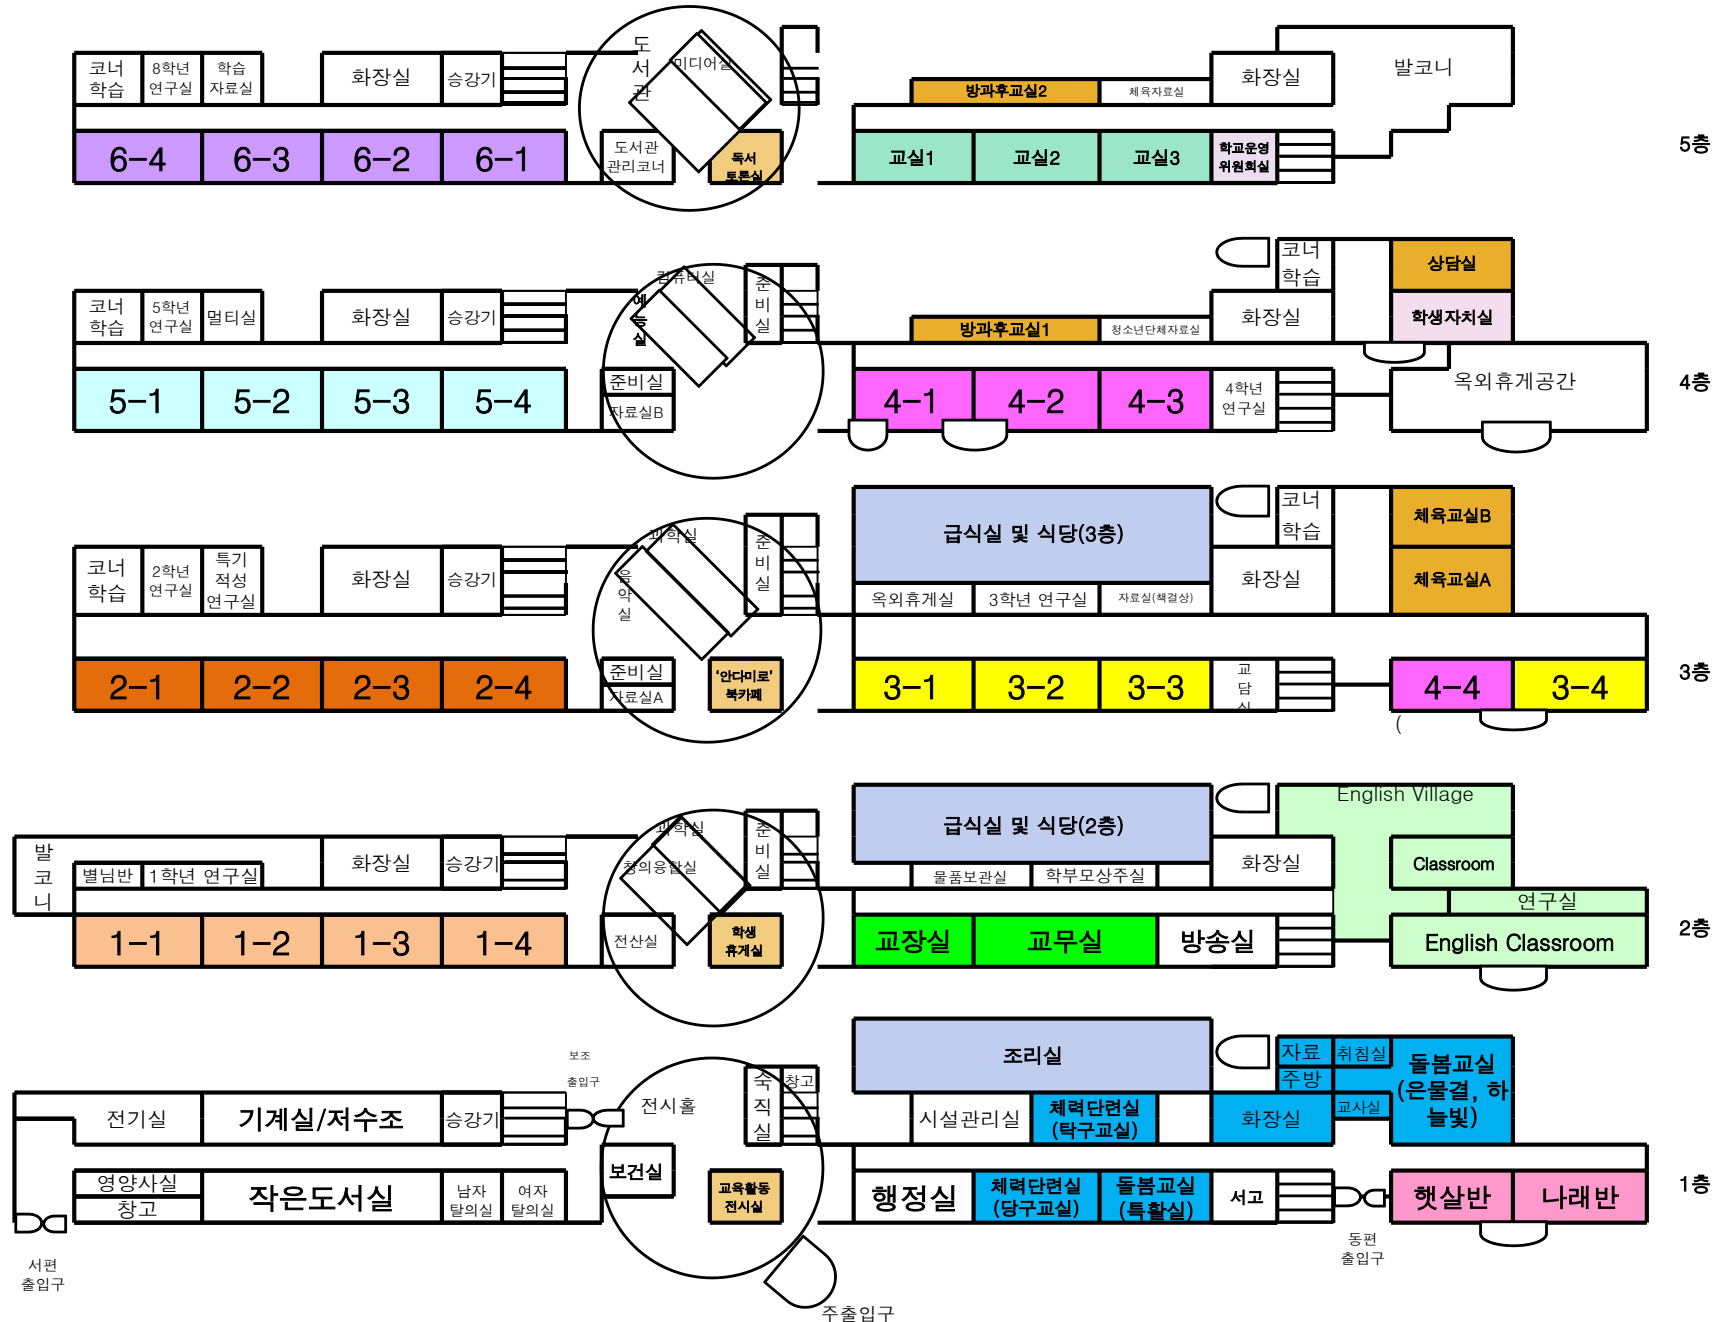 도
서
관
미디어실
코너
학습
8학년
연구실
학습
자료실
화장실
승강기
방과후교실2
체육자료실
화장실
발코니
6-4
6-3
6-2
6-1
도서관
관리코너
독서
토론실
교실1
교실2
교실3
학교운영
위원회실
5층
코너
학습
5학년
연구실
멀티실
화장실
승강기
컴퓨터실
예
능
실
준
비
실
방과후교실1
청소년단체자료실
코너
학습
화장실
상담실
학생자치실
5-1
5-2
5-3
5-4
준비실
자료실B
4-1
4-2
4-3
4학년
연구실
옥외휴게공간
4층
코너
학습
2학년
연구실
특기
적성
연구실
화장실
승강기
과학실
음
악
실
준
비
실
급식실 및 식당(3층)
옥외휴게실
3학년 연구실
자료실(책걸상)
코너
학습
화장실
체육교실B
체육교실A
2-1
2-2
2-3
2-4
준비실
자료실A
'안다미로'
북카페
3-1
3-2
3-3
교
담
실
4-4
3-4
(
3층
발
코
니
별님반
1학년 연구실
화장실
승강기
과학실
창의융합실
준
비
실
급식실 및 식당(2층)
물품보관실
학부모상주실
화장실
English Village
Classroom
연구실
1-1
1-2
1-3
1-4
전산실
학생
휴게실
교장실
교무실
방송실
English Classroom
2층
전기실
기계실/저수조
승강기
보조
출입구
전시홀
숙
직
실
창고
조리실
시설관리실
체력단련실
(탁구교실)
화장실
자료
주방
취침실
교사실
돌봄교실
(은물결, 하
늘빛)
영양사실
창고
작은도서실
남자
탈의실
여자
탈의실
보건실
교육활동
전시실
행정실
체력단련실
(당구교실)
돌봄교실
(특활실)
서고
햇살반
나래반
1층
서편
출입구
동편
출입구
주출입구